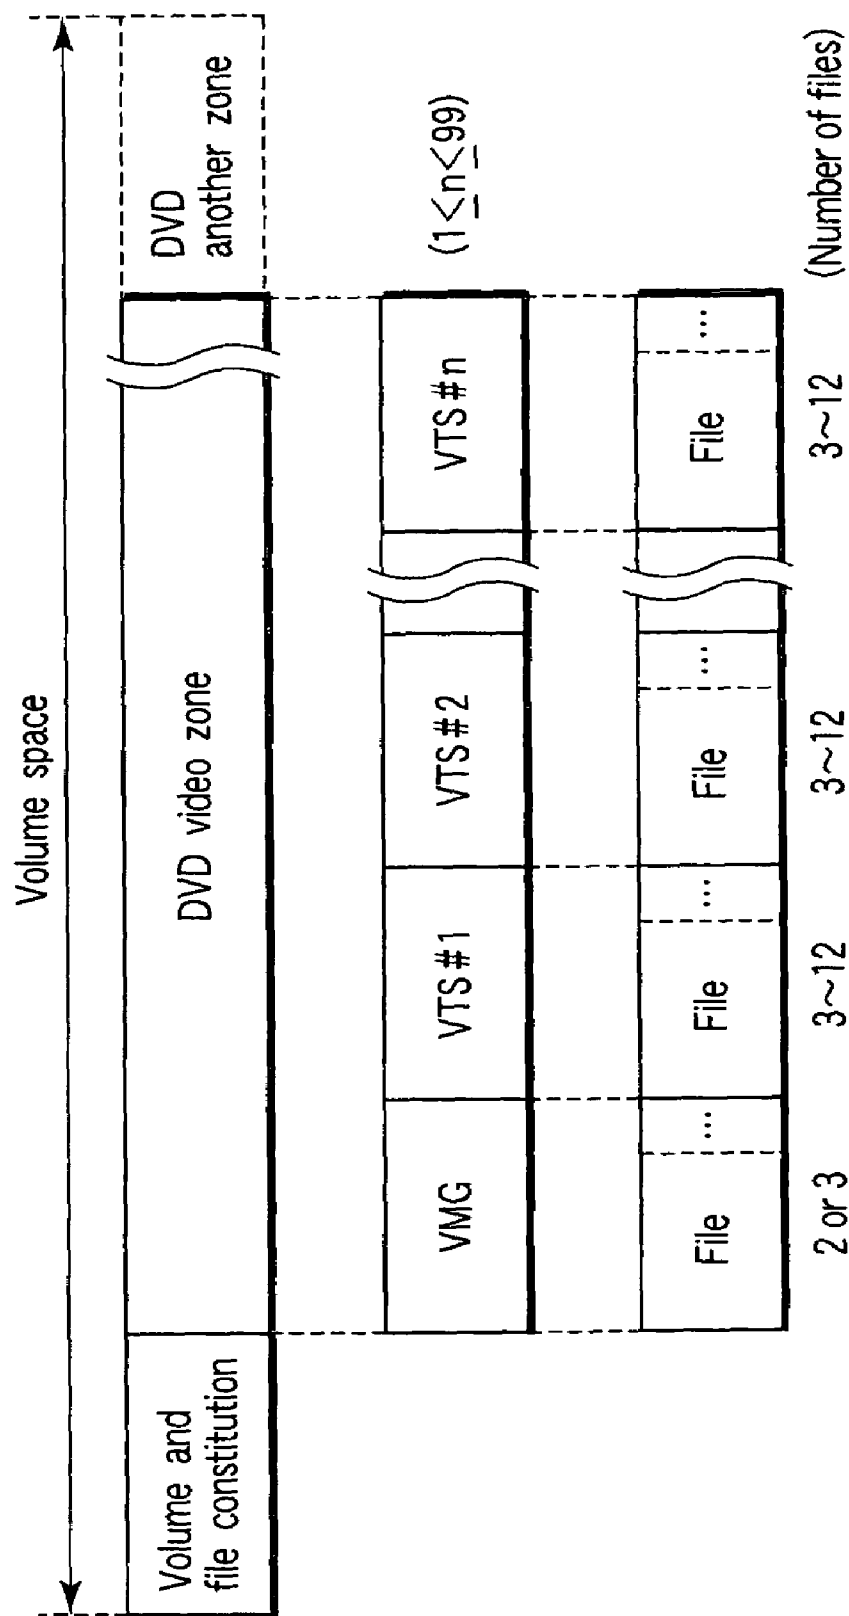 Volume space
Volume and
file constitution
DVD video zone
DVD
another zone
VMG
VTS#1
VTS#2
VTS#n
(1≤n≤99)
File
...
File
...
File
...
File
...
2 or 3
3~12
3~12
3~12
(Number of files)